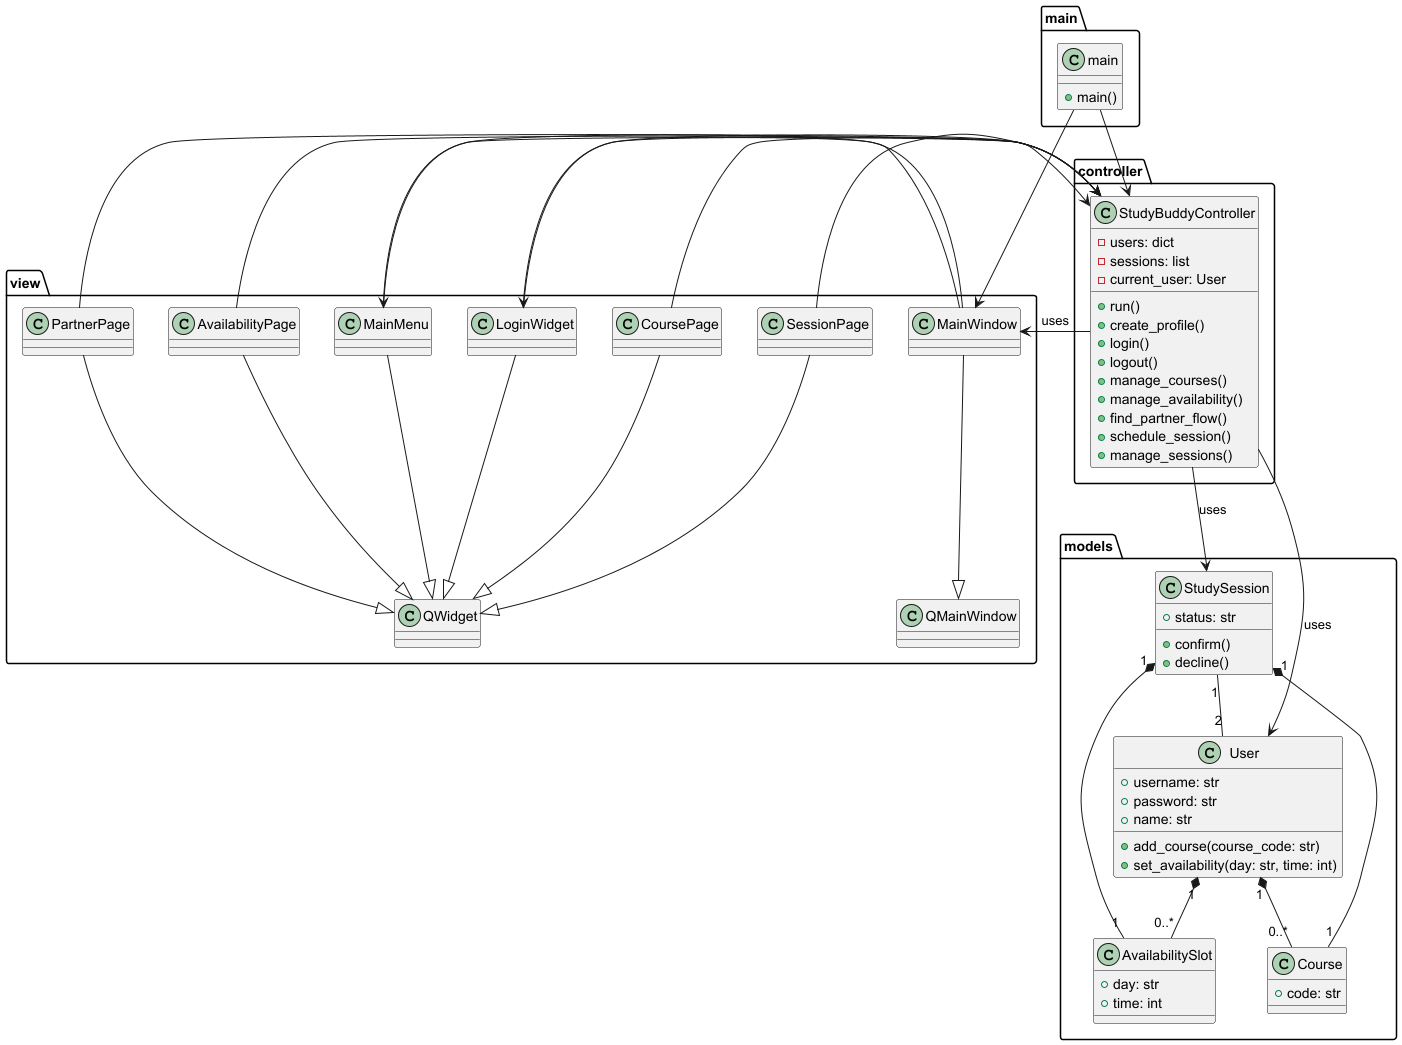 main
C main
main()
controller
C StudyBuddyController
users: dict
sessions: list
current_user: User
run()
create_profile()
login()
logout()
manage_courses()
manage_availability()
find_partner_flow()
schedule_session()
manage_sessions()
view
C PartnerPage
C AvailabilityPage
C MainMenu
C LoginWidget
C CoursePage
C SessionPage
C MainWindow
uses
C QWidget
C QMainWindow
uses
uses
models
C StudySession
status: str
confirm()
decline()
1
1
1
2
C User
username: str
password: str
name: str
add_course(course_code: str)
set_availability(day: str, time: int)
1
1
1
0..*
0..*
1
C AvailabilitySlot
day: str
time: int
C Course
code: str